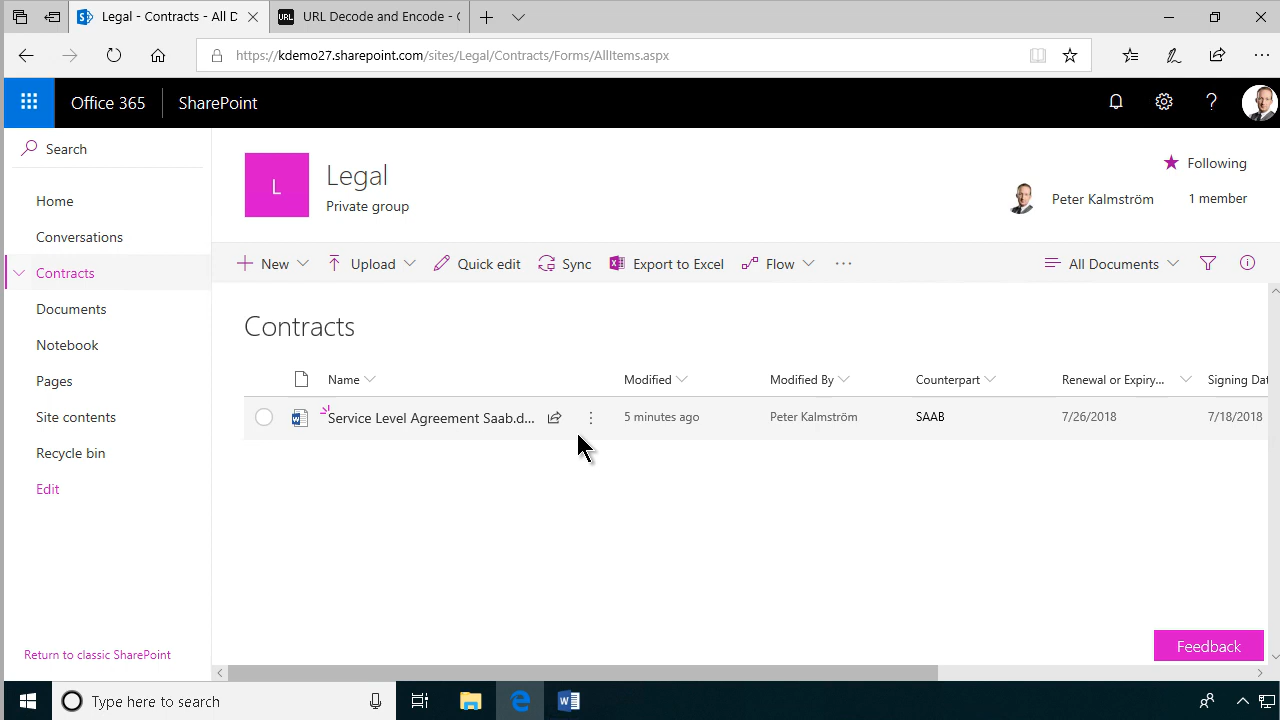 Legal - Contracts - All D
URL URL Decode and Encode - C
https://kdemo27.sharepoint.com/sites/Legal/Contracts/Forms/AllItems.aspx
Office 365 SharePoint
Search
Home
Conversations
Contracts
Documents
Notebook
Pages
Site contents
Recycle bin
Edit
Return to classic SharePoint
L
Legal
Private group
Following
Peter Kalmström 1 member
New Upload Quick edit Sync Export to Excel Flow ... All Documents
Contracts
Name Modified Modified By Counterpart Renewal or Expiry... Signing Dat
Service Level Agreement Saab.d... 5 minutes ago Peter Kalmström SAAB 7/26/2018 7/18/2018
Feedback
Type here to search